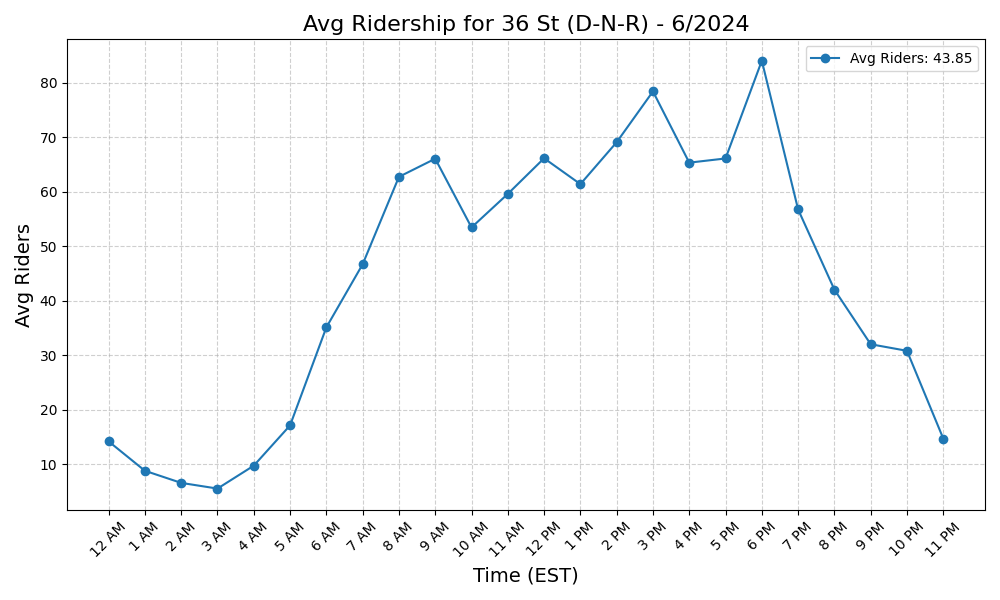 Avg Ridership for 36 St (D-N-R) - 6/2024
Avg Riders: 43.85
Avg Riders
80
70
60
50
40
30
20
10
12 AM
1 AM
2 AM
3 AM
4 AM
5 AM
6 AM
7 AM
8 AM
9 AM
10 AM
11 AM
12 PM
1 PM
2 PM
3 PM
4 PM
5 PM
6 PM
7 PM
8 PM
9 PM
10 PM
11 PM
Time (EST)